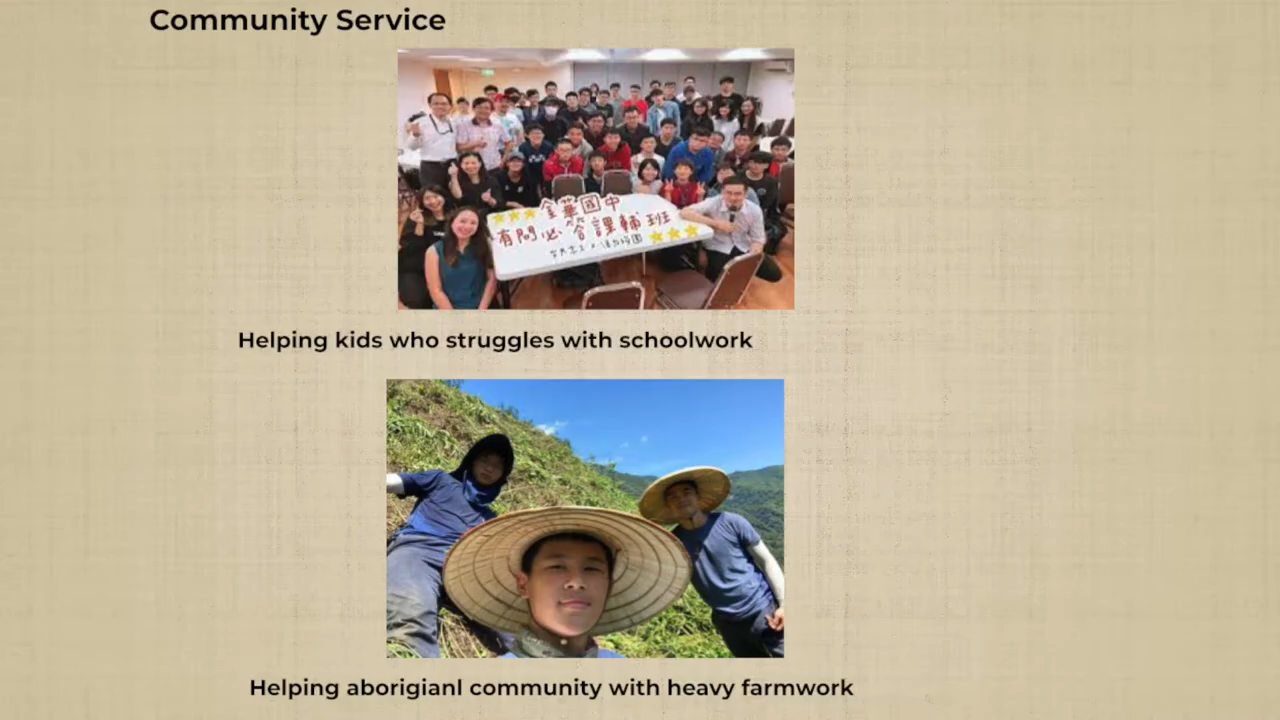 Community Service
金華國中
有問必答課輔班
Helping kids who struggles with schoolwork
Helping aborigianl community with heavy farmwork